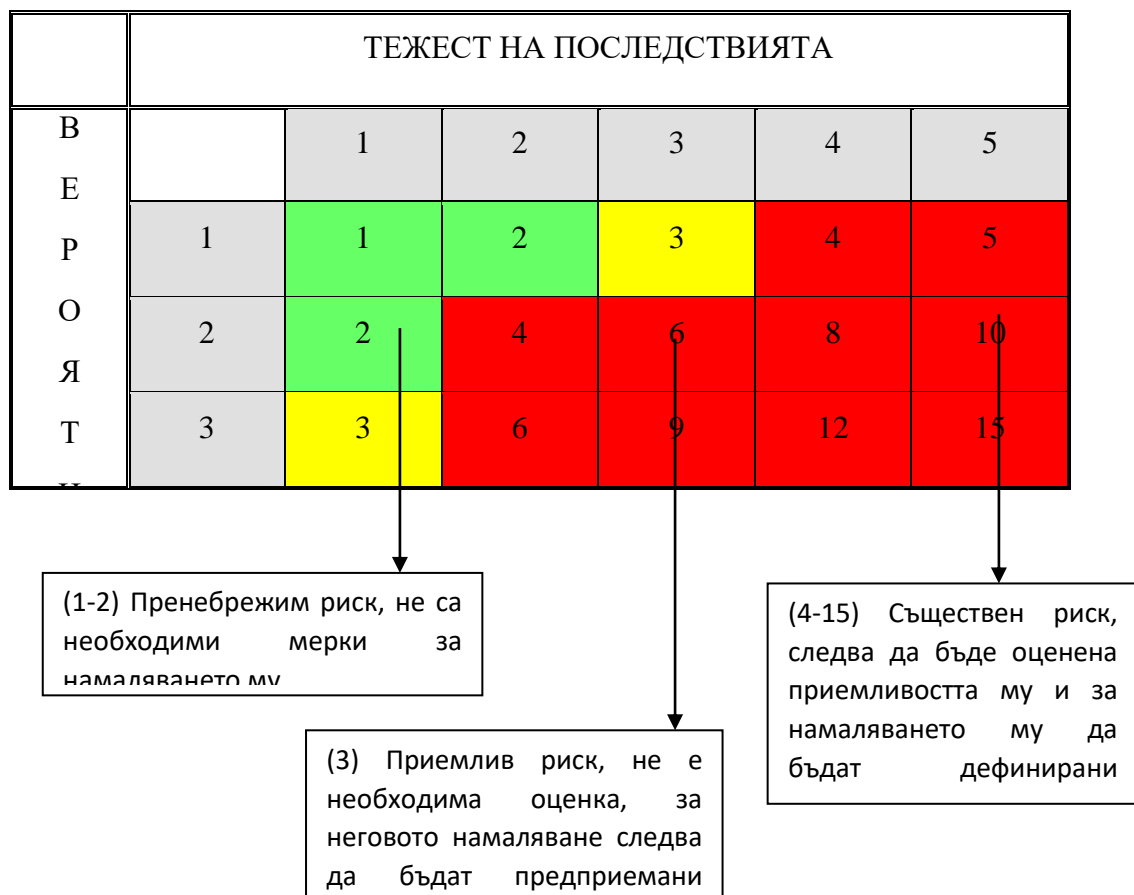 ТЕЖЕСТ НА ПОСЛЕДСТВИЯТА
В
Е
Р
О
Я
Т
1 2 3 4 5
1 1 2 3 4 5
2 2 4 6 8 10
3 3 6 9 12 15
(1-2) Пренебрежим риск, не са
необходими мерки за
намаляването му
(3) Приемлив риск, не е
необходима оценка, за
неговото намаляване следва
да бъдат предприемани
(4-15) Съществен риск,
следва да бъде оценена
приемливостта му и за
намаляването му да
бъдат дефинирани